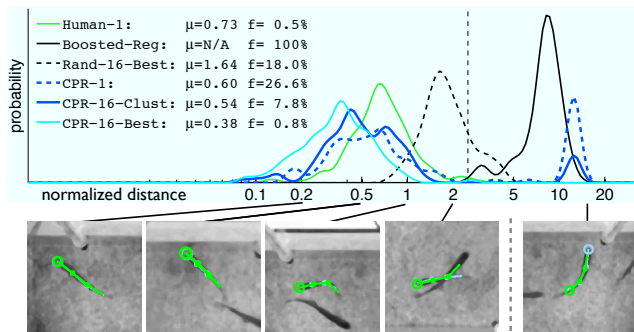 Human-1: μ=0.73 f= 0.5%
Boosted-Reg: μ=N/A f= 100%
Rand-16-Best: μ=1.64 f=18.0%
CPR-1: μ=0.60 f=26.6%
CPR-16-Clust: μ=0.54 f= 7.8%
CPR-16-Best: μ=0.38 f= 0.8%
probability
normalized distance 0.1 0.2 0.5 1 2 5 10 20